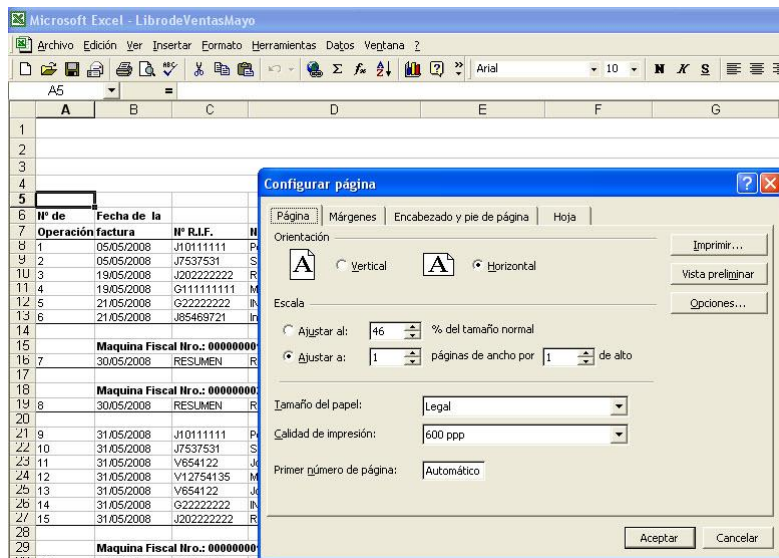 Microsoft Excel - LibrodeVentasMayo
Archivo Edición Ver Insertar Formato Herramientas Datos Ventana ?
Arial 10 N K S
A5 =
A B C D E F G
1
2
3
4
5
6 Nº de Fecha de la
7 Operación factura Nº R.I.F. N
8 1 05/05/2008 J10111111
9 2 05/05/2008 J7537531 S
10 3 19/05/2008 J202222222 R
11 4 19/05/2008 G111111111 M
12 5 21/05/2008 G22222222 IN
13 6 21/05/2008 J85469721 In
14
15 Maquina Fiscal Nro.:
16 7 30/05/2008 RESUMEN R
17
18 Maquina Fiscal Nro.:
19 8 30/05/2008 RESUMEN R
20
21 9 31/05/2008 J10111111
22 10 31/05/2008 J7537531 S
23 11 31/05/2008 V654122
24 12 31/05/2008 V12754135 M
25 13 31/05/2008 V654122
26 14 31/05/2008 G22222222 IN
27 15 31/05/2008 J202222222 R
28
29 Maquina Fiscal Nro.:
Configurar página
Página Márgenes Encabezado y pie de página Hoja
Orientación
A Vertical A Horizontal
Imprimir...
Vista preliminar
Opciones...
Escala
Ajustar al: 46 % del tamaño normal
Ajustar a: 1 páginas de ancho por 1 de alto
Tamaño del papel: Legal
Calidad de impresión: 600 ppp
Primer número de página: Automático
Aceptar Cancelar